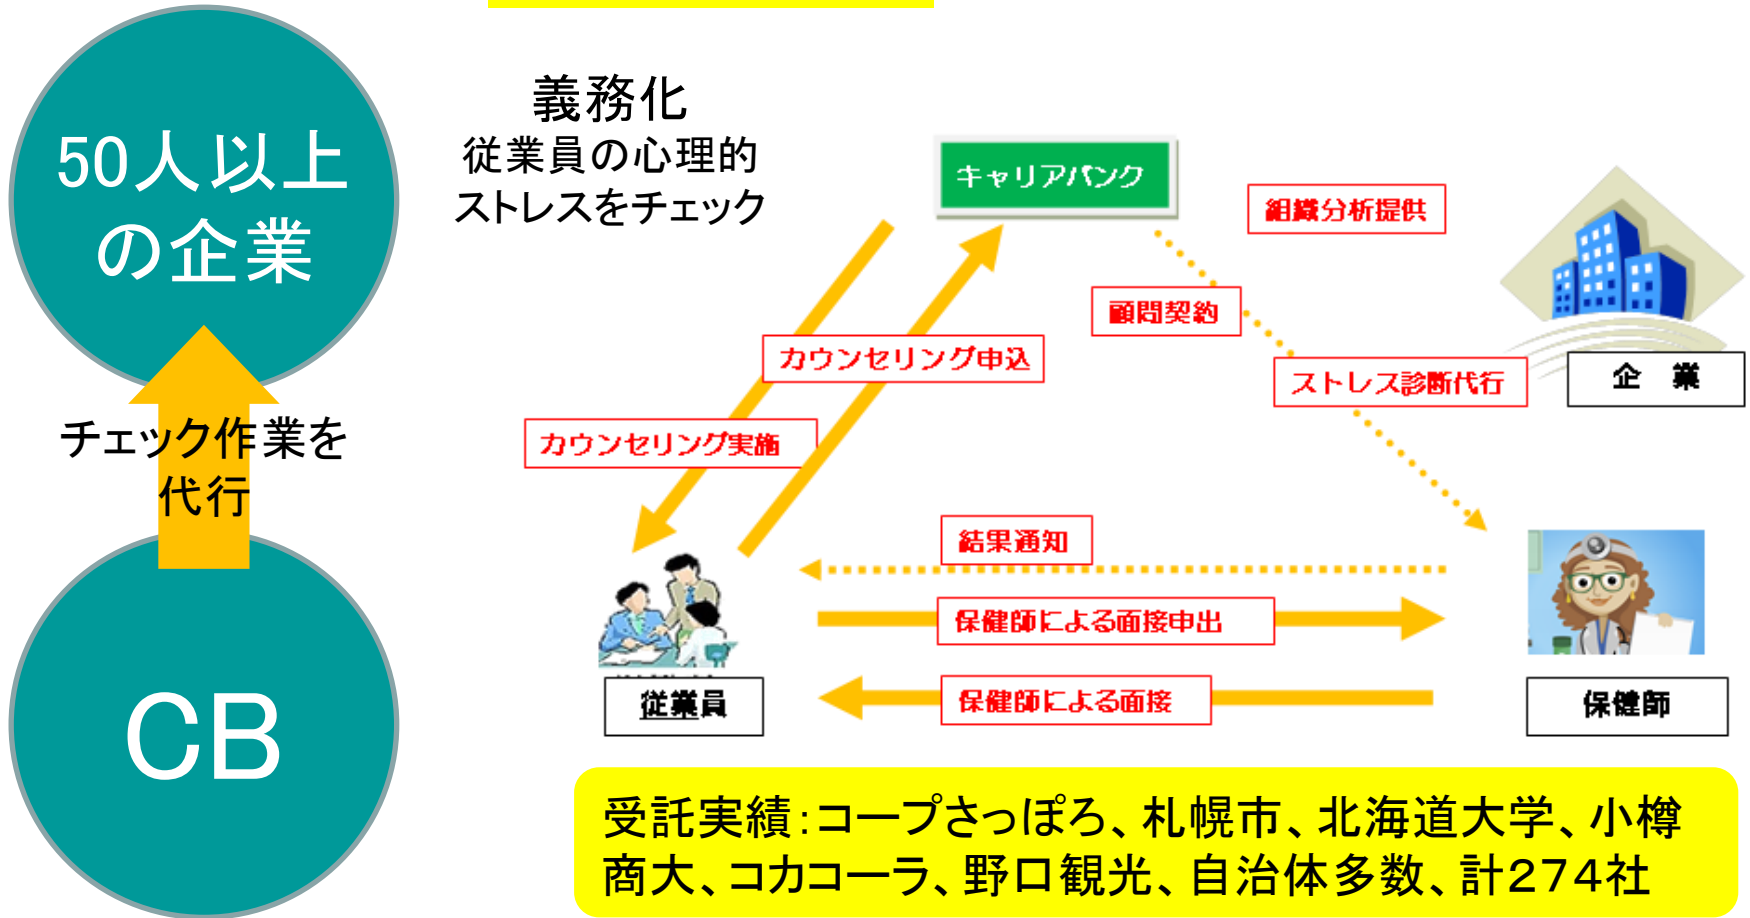 50人以上
の企業
チェック作業を
代行
CB
義務化
従業員の心理的
ストレスをチェック
キャリアバンク
組織分析提供
顧問契約
カウンセリング申込
ストレス診断代行
企　業
カウンセリング実施
結果通知
保健師による面接申出
保健師による面接
従業員
保健師
受託実績：コープさっぽろ、札幌市、北海道大学、小樽
商大、コカコーラ、野口観光、自治体多数、計２７４社